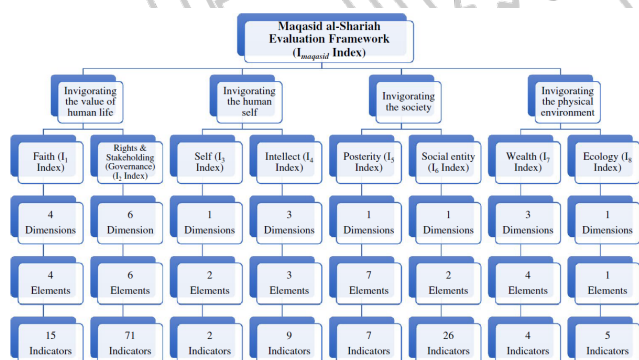 Maqasid al-Shariah
Evaluation Framework
(I maqasid Index)
Invigorating
the value of
human life
Invigorating
the human
self
Invigorating
the society
Invigorating
the physical
environment
Faith (I1
Index)
Rights &
Stakeholding
(Governance)
(I2 Index)
Self (I3
Index)
Intellect (I4
Index)
Posterity (I5
Index)
Social entity
(I6 Index)
Wealth (I7
Index)
Ecology (I8
Index)
4
Dimensions
6
Dimension
1
Dimensions
3
Dimensions
1
Dimensions
1
Dimensions
3
Dimensions
1
Dimensions
4
Elements
6
Elements
2
Elements
3
Elements
7
Elements
2
Elements
4
Elements
1
Elements
15
Indicators
71
Indicators
2
Indicators
9
Indicators
7
Indicators
26
Indicators
4
Indicators
5
Indicators